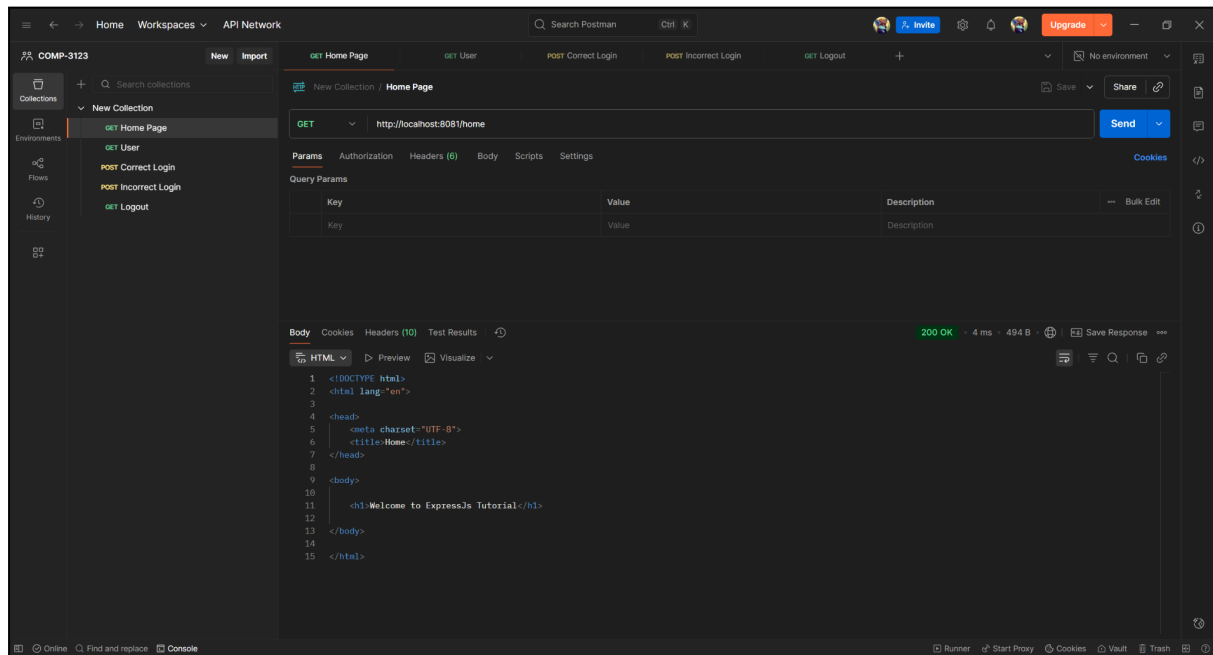 Home Workspaces API Network Search Postman Ctrl K Invite Upgrade
COMP-3123 New Import GET Home Page GET User POST Correct Login POST Incorrect Login GET Logout No environment
Collections
Environments
Flows
History
Search collections
New Collection
GET Home Page
GET User
POST Correct Login
POST Incorrect Login
GET Logout
HTTP New Collection / Home Page Save Share
GET http://localhost:8081/home Send
Params Authorization Headers (6) Body Scripts Settings Cookies
Query Params
Key Value Description Bulk Edit
Key Value Description
Body Cookies Headers (10) Test Results 200 OK 4 ms 494 B Save Response
HTML Preview Visualize
1 <!DOCTYPE html>
2 <html lang="en">
3
4 <head>
5 <meta charset="UTF-8">
6 <title>Home</title>
7 </head>
8
9 <body>
10
11 <h1>Welcome to ExpressJs Tutorial</h1>
12
13 </body>
14
15 </html>
Online Find and replace Console Runner Start Proxy Cookies Vault Trash